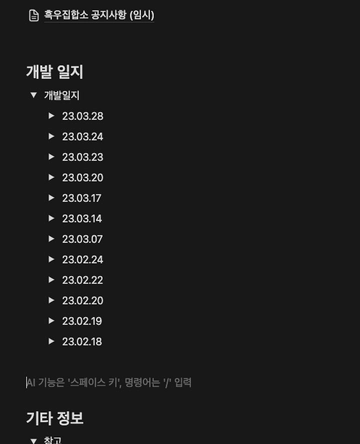 흑우집합소 공지사항 (임시)
개발 일지
개발일지
23.03.28
23.03.24
23.03.23
23.03.20
23.03.17
23.03.14
23.03.07
23.02.24
23.02.22
23.02.20
23.02.19
23.02.18
AI 기능은 '스페이스 키', 명령어는 '/' 입력
기타 정보
참고